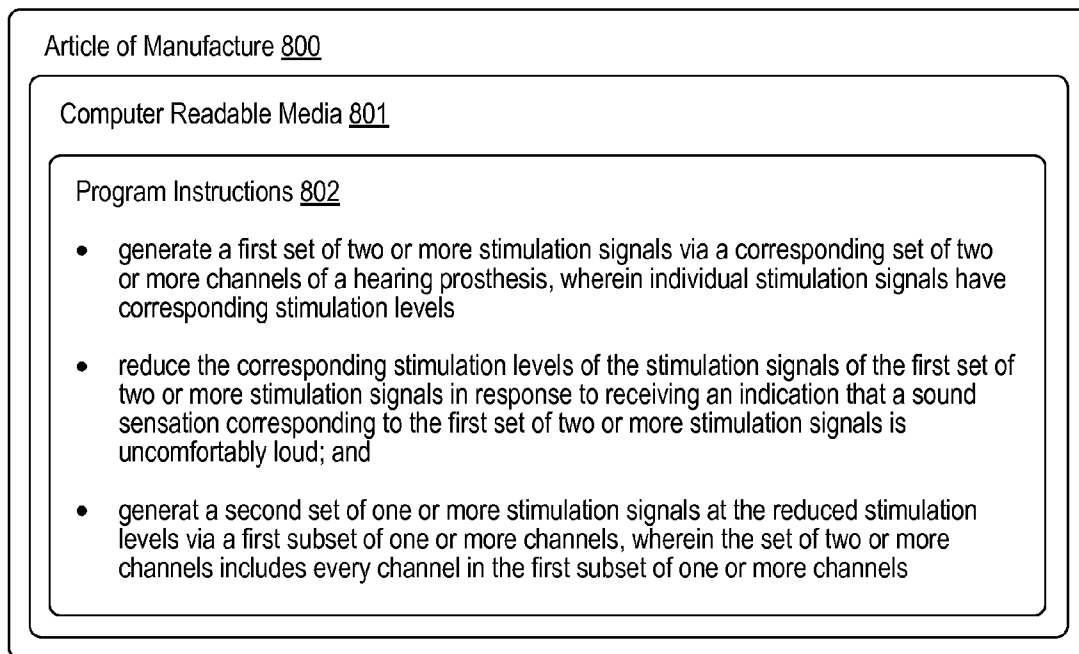 Article of Manufacture 800
Computer Readable Media 801
Program Instructions 802
• generate a first set of two or more stimulation signals via a corresponding set of two
or more channels of a hearing prosthesis, wherein individual stimulation signals have
corresponding stimulation levels
• reduce the corresponding stimulation levels of the stimulation signals of the first set of
two or more stimulation signals in response to receiving an indication that a sound
sensation corresponding to the first set of two or more stimulation signals is
uncomfortably loud; and
• generat a second set of one or more stimulation signals at the reduced stimulation
levels via a first subset of one or more channels, wherein the set of two or more
channels includes every channel in the first subset of one or more channels